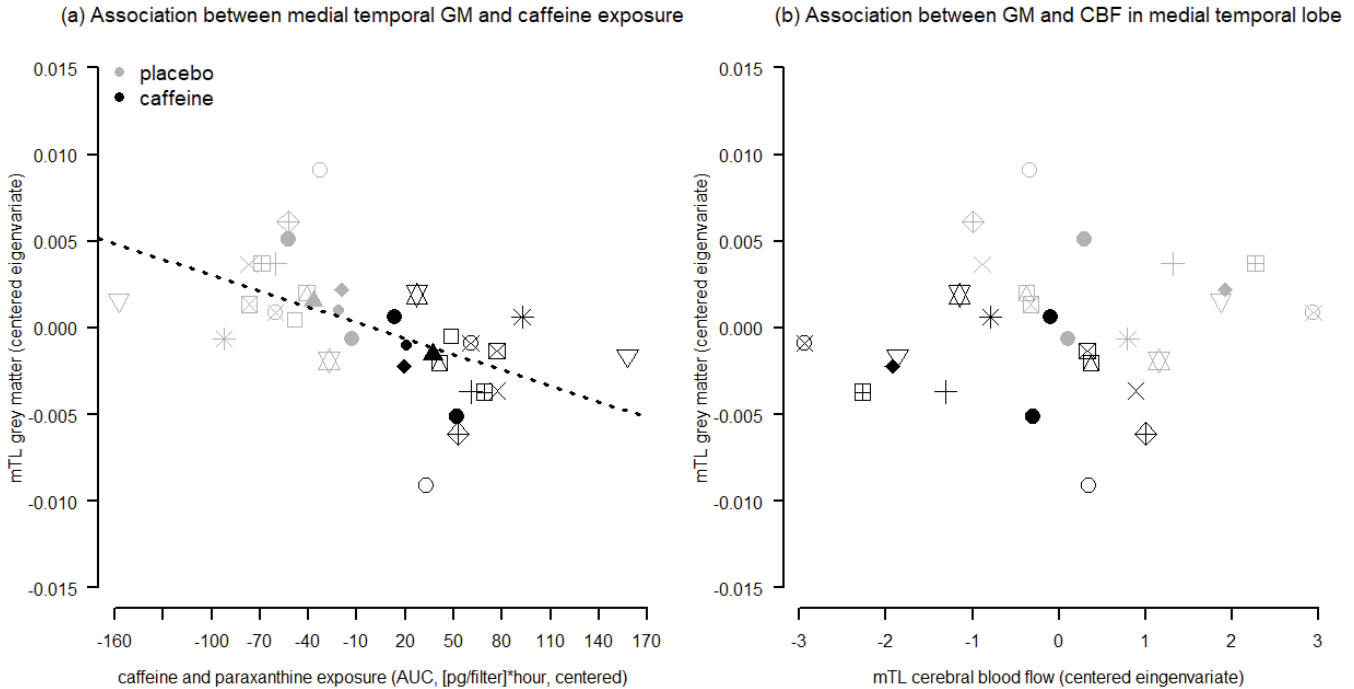 (a) Association between medial temporal GM and caffeine exposure
placebo
caffeine
0.015
0.010
0.005
0.000
-0.005
-0.010
-0.015
mTL grey matter (centered eigenvariate)
-160 -100 -70 -40 -10 20 50 80 110 140 170
caffeine and paraxanthine exposure (AUC, [pg/filter]*hour, centered)
(b) Association between GM and CBF in medial temporal lobe
0.015
0.010
0.005
0.000
-0.005
-0.010
-0.015
mTL grey matter (centered eigenvariate)
-3 -2 -1 0 1 2 3
mTL cerebral blood flow (centered eingenvariate)